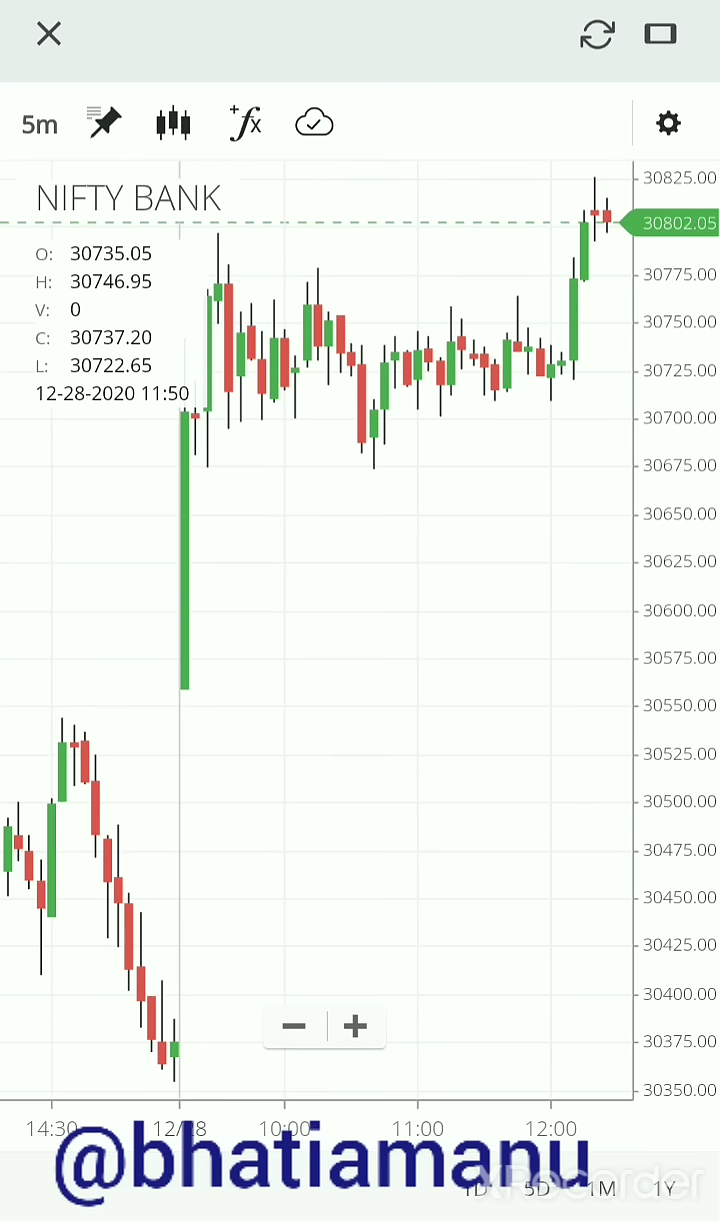 5m
NIFTY BANK
O: 30735.05
H: 30746.95
V: 0
C: 30737.20
L: 30722.65
12-28-2020 11:50
30825.00
30802.05
30775.00
30750.00
30725.00
30700.00
30675.00
30650.00
30625.00
30600.00
30575.00
30550.00
30525.00
30500.00
30475.00
30450.00
30425.00
30400.00
30375.00
30350.00
14:30 12/28 10:00 11:00 12:00
@bhatiamanu
XRecorder
1D 5D 1M 1Y